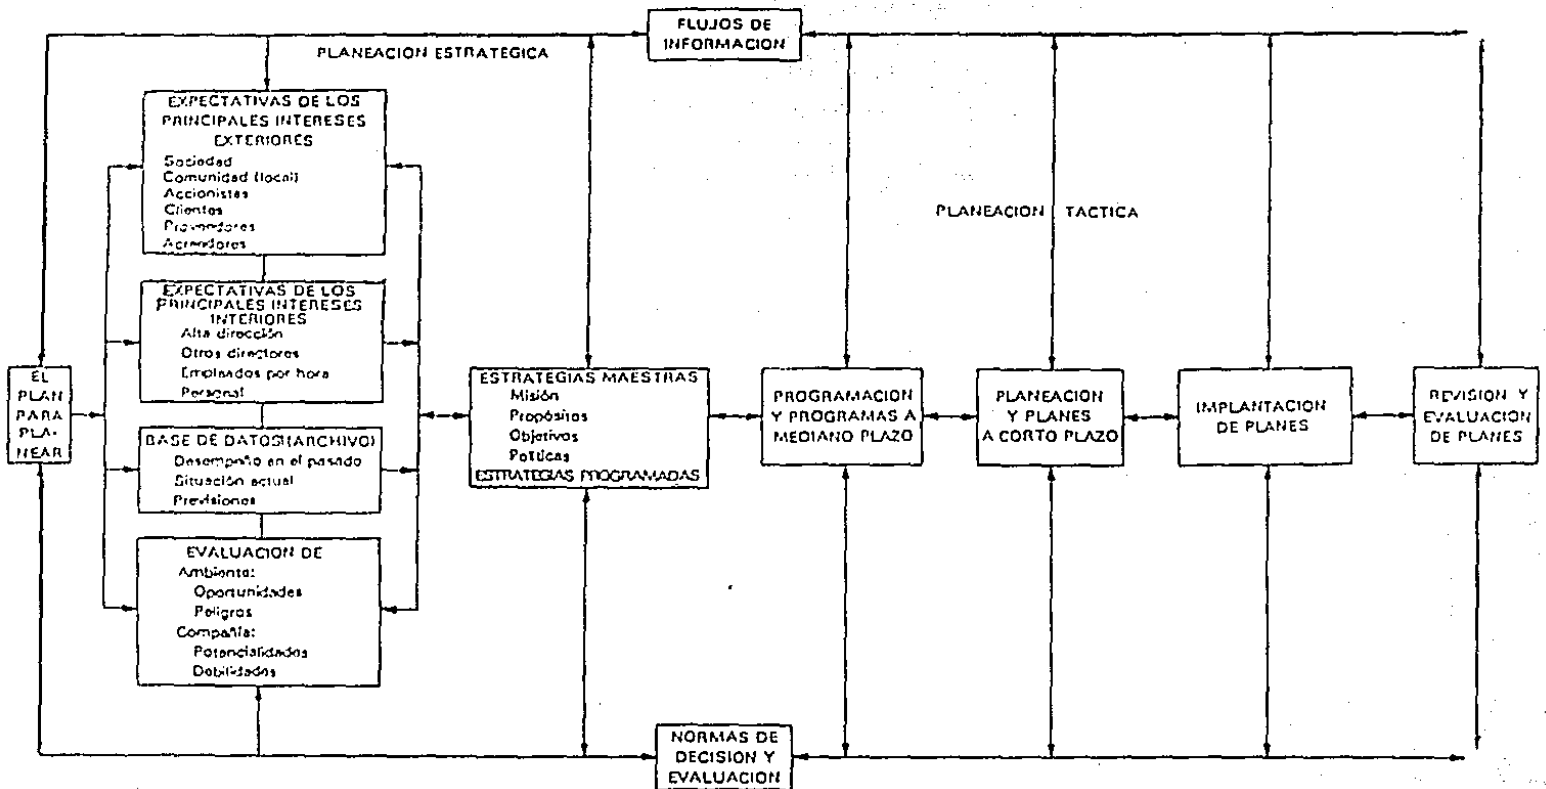 FLUJOS DE
INFORMACION
PLANEACION ESTRATEGICA
EXPECTATIVAS DE LOS
PRINCIPALES INTERESES
EXTERIORES
Sociedad
Comunidad (local)
Accionistas
Clientes
Proveedores
Acreedores
PLANEACION TACTICA
EXPECTATIVAS DE LOS
PRINCIPALES INTERESES
INTERIORES
Alta dirección
Otros directores
Empleados por hora
Personal
EL
PLAN
PARA
PLA-
NEAR
BASE DE DATOS (ARCHIVO)
Desempeño en el pasado
Situación actual
Previsiones
EVALUACION DE
Ambiente:
Oportunidades
Peligros
Compañía:
Potencialidades
Debilidades
ESTRATEGIAS MAESTRAS
Misión
Propósitos
Objetivos
Políticas
ESTRATEGIAS PROGRAMADAS
PROGRAMACION
Y PROGRAMAS A
MEDIANO PLAZO
PLANEACION
Y PLANES
A CORTO PLAZO
IMPLANTACION
DE PLANES
REVISION Y
EVALUACION
DE PLANES
NORMAS DE
DECISION Y
EVALUACION